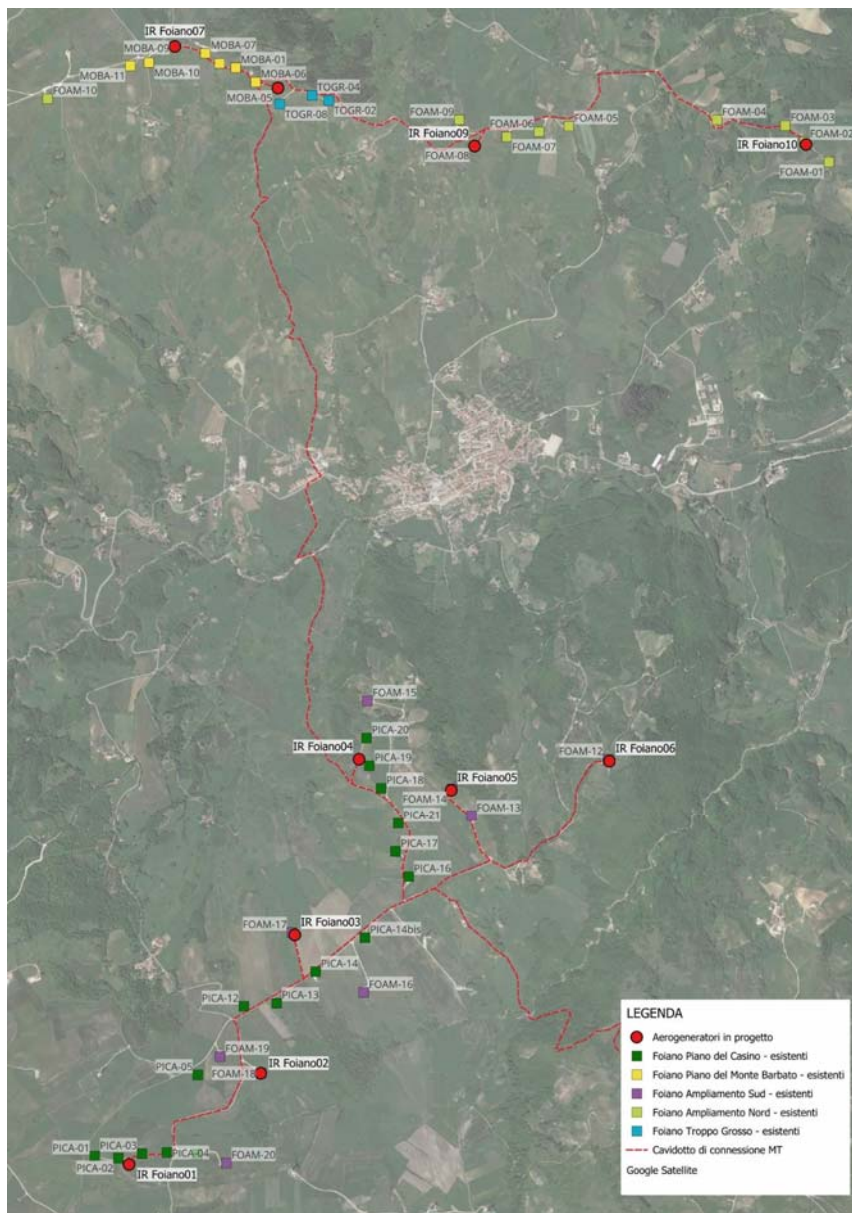 IR Foiano07
MOBA-09
MOBA-07
MOBA-01
MOBA-11
MOBA-10
MOBA-06
MOBA-05
TOGR-04
FOAM-10
TOGR-08
TOGR-02
FOAM-09
FOAM-06
FOAM-05
FOAM-04
FOAM-03
IR Foiano09
FOAM-07
FOAM-02
FOAM-08
IR Foiano10
FOAM-01
FOAM-15
PICA-20
IR Foiano04
PICA-19
FOAM-12
IR Foiano06
PICA-18
IR Foiano05
FOAM-14
FOAM-13
PICA-21
PICA-17
PICA-16
FOAM-17
IR Foiano03
PICA-14bis
PICA-14
FOAM-16
PICA-12
PICA-13
FOAM-19
PICA-05
FOAM-18
IR Foiano02
PICA-01
PICA-03
PICA-04
PICA-02
FOAM-20
IR Foiano01
LEGENDA
Aerogeneratori in progetto
Foiano Piano del Casino - esistenti
Foiano Piano del Monte Barbato - esistenti
Foiano Ampliamento Sud - esistenti
Foiano Ampliamento Nord - esistenti
Foiano Troppo Grosso - esistenti
Cavidotto di connessione MT
Google Satellite